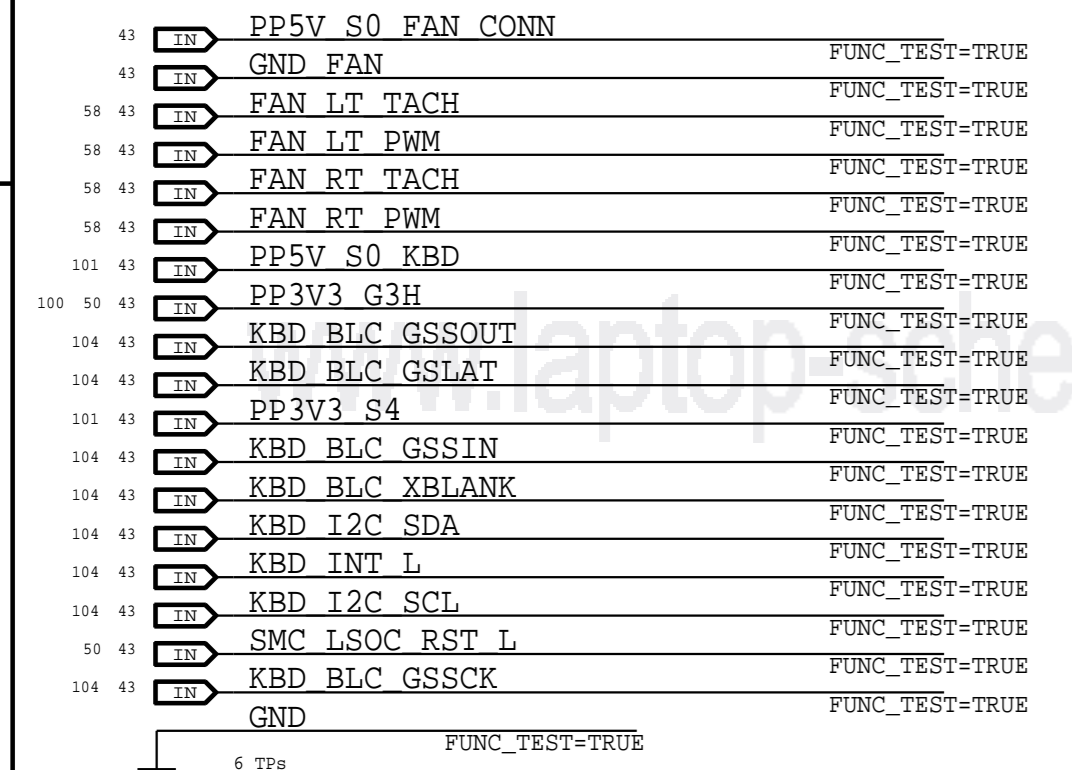 43 IN PP5V_S0_FAN_CONN FUNC_TEST=TRUE
43 IN GND_FAN FUNC_TEST=TRUE
58 43 IN FAN_LT_TACH FUNC_TEST=TRUE
58 43 IN FAN_LT_PWM FUNC_TEST=TRUE
58 43 IN FAN_RT_TACH FUNC_TEST=TRUE
58 43 IN FAN_RT_PWM FUNC_TEST=TRUE
101 43 IN PP5V_S0_KBD FUNC_TEST=TRUE
100 50 43 IN PP3V3_G3H FUNC_TEST=TRUE
104 43 IN KBD_BLC_GSSOUT FUNC_TEST=TRUE
www.laptop-sche
104 43 IN KBD_BLC_GSLAT FUNC_TEST=TRUE
101 43 IN PP3V3_S4 FUNC_TEST=TRUE
104 43 IN KBD_BLC_GSSIN FUNC_TEST=TRUE
104 43 IN KBD_BLC_XBLANK FUNC_TEST=TRUE
104 43 IN KBD_I2C_SDA FUNC_TEST=TRUE
104 43 IN KBD_INT_L FUNC_TEST=TRUE
104 43 IN KBD_I2C_SCL FUNC_TEST=TRUE
50 43 IN SMC_LSOC_RST_L FUNC_TEST=TRUE
104 43 IN KBD_BLC_GSSCK FUNC_TEST=TRUE
GND FUNC_TEST=TRUE
6 TPs